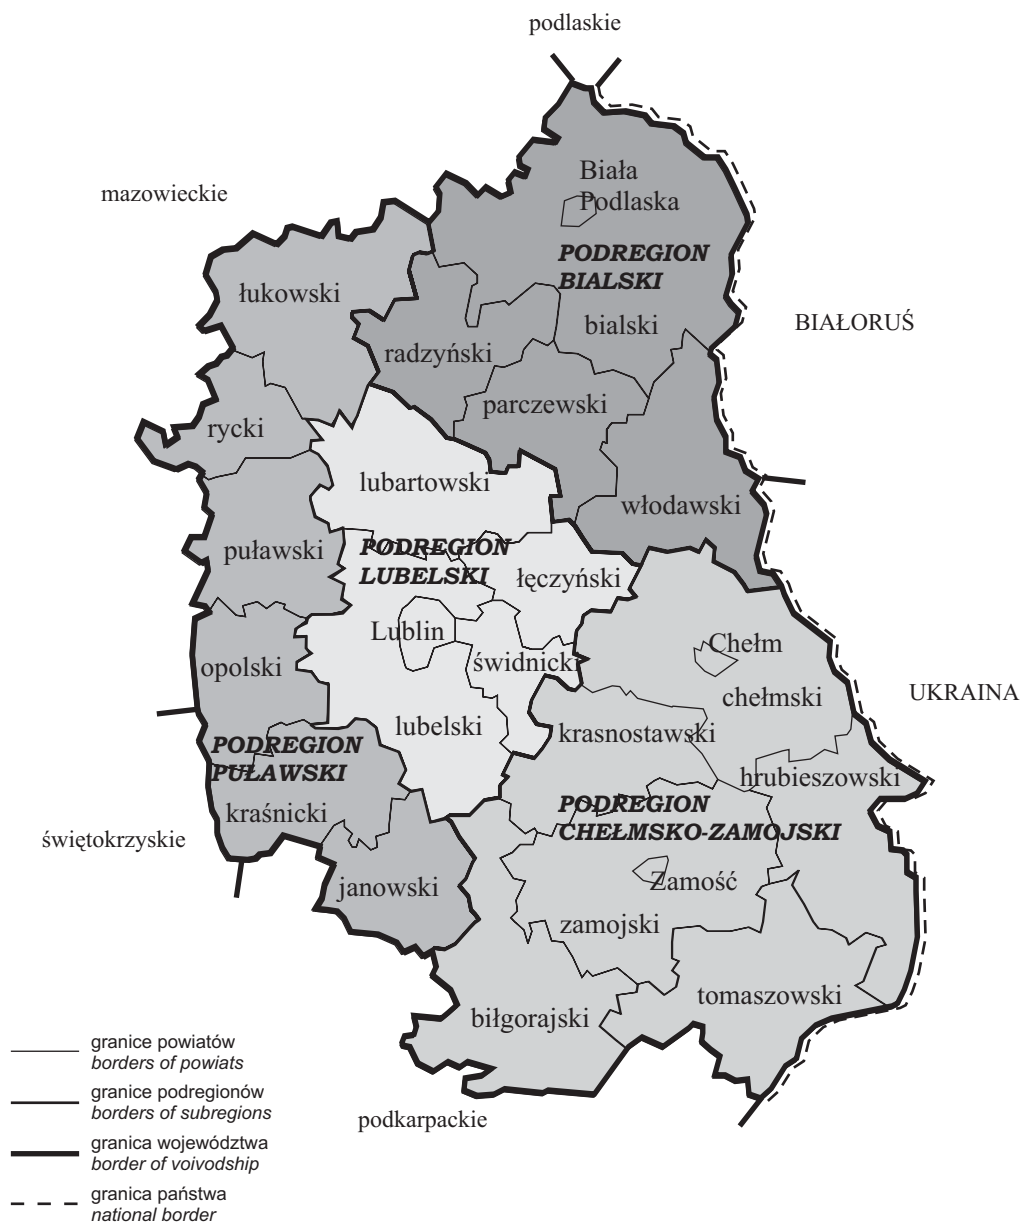 podlaskie
mazowieckie
Biała
Podlaska
PODREGION
BIALSKI
łukowski
bialski
BIAŁORUŚ
radzyński
parczewski
rycki
lubartowski
włodawski
puławski
PODREGION
LUBELSKI
łęczyński
Lublin
Chełm
opolski
świdnicki
chełmski
UKRAINA
lubelski
krasnostawski
PODREGION
PUŁAWSKI
hrubieszowski
kraśnicki
PODREGION
CHEŁMSKO-ZAMOJSKI
świętokrzyskie
janowski
Zamość
zamojski
tomaszowski
biłgorajski
podkarpackie
granice powiatów
borders of powiats
granice podregionów
borders of subregions
granica województwa
border of voivodship
granica państwa
national border